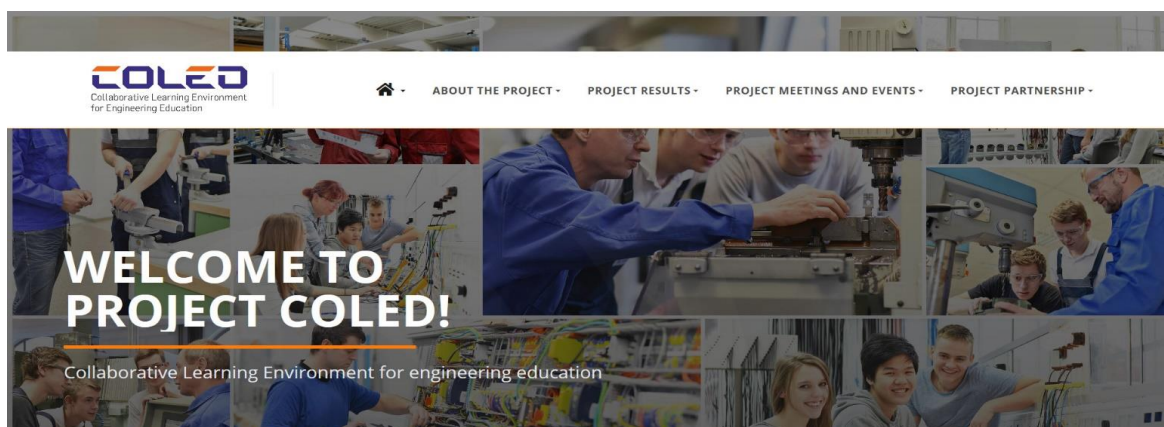 COLED
Collaborative Learning Environment
for Engineering Education
ABOUT THE PROJECT
PROJECT RESULTS
PROJECT MEETINGS AND EVENTS
PROJECT PARTNERSHIP
WELCOME TO
PROJECT COLED!
Collaborative Learning Environment for engineering education